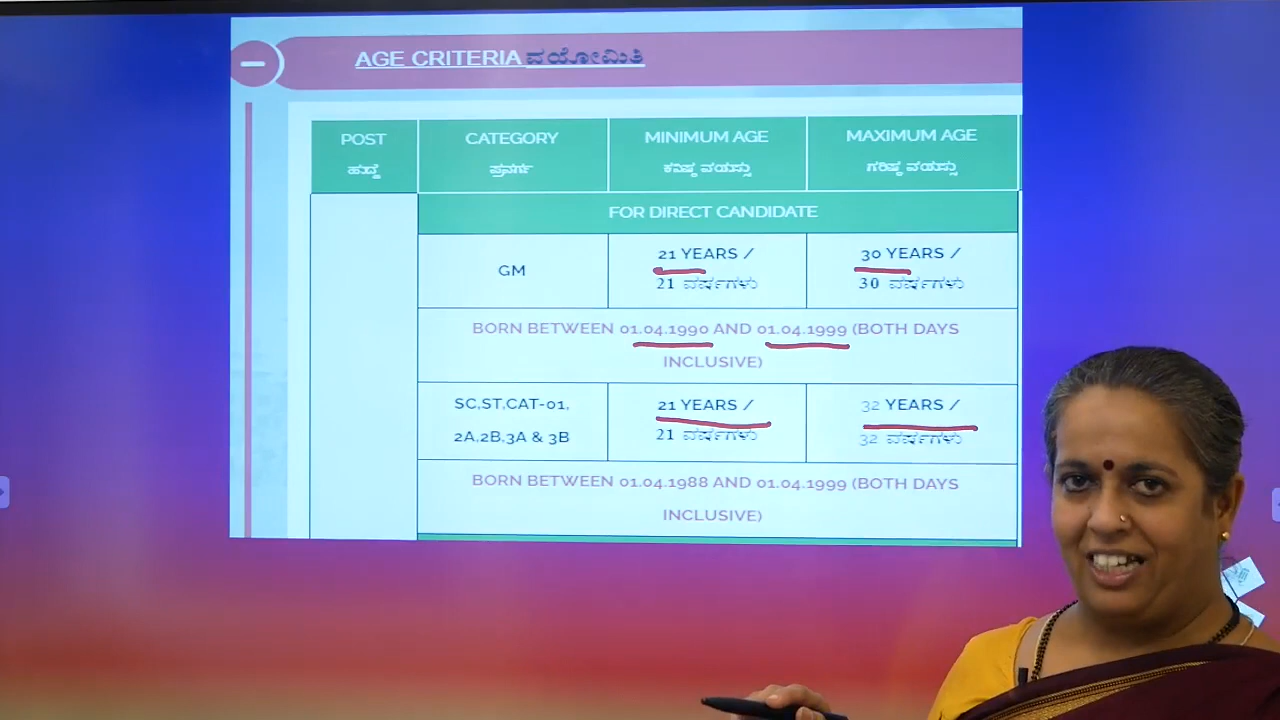 AGE CRITERIA ವಯೋಮಿತಿ
POST CATEGORY MINIMUM AGE MAXIMUM AGE
ಹುದ್ದೆ ಪ್ರವರ್ಗ ಕನಿಷ್ಠ ವಯಸ್ಸು ಗರಿಷ್ಠ ವಯಸ್ಸು
FOR DIRECT CANDIDATE
GM
21 YEARS /
21 ವರ್ಷಗಳು
30 YEARS /
30 ವರ್ಷಗಳು
BORN BETWEEN 01.04.1990 AND 01.04.1999 (BOTH DAYS
INCLUSIVE)
SC,ST,CAT-01,
2A,2B,3A & 3B
21 YEARS /
21 ವರ್ಷಗಳು
32 YEARS /
32 ವರ್ಷಗಳು
BORN BETWEEN 01.04.1988 AND 01.04.1999 (BOTH DAYS
INCLUSIVE)